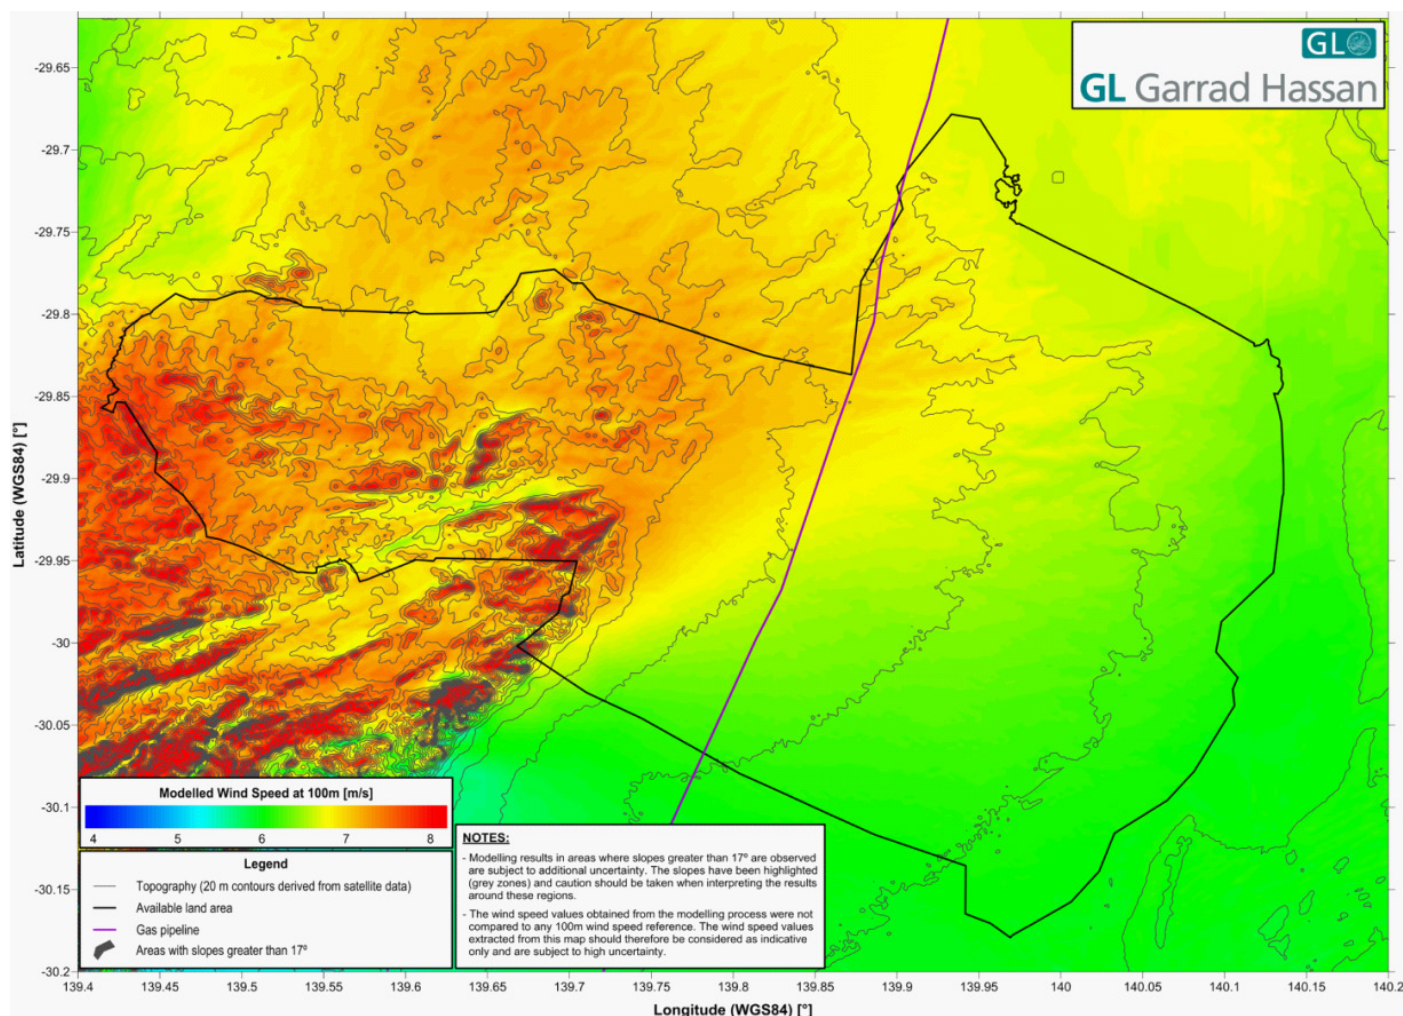 GL
GL Garrad Hassan
-29.65
-29.7
-29.75
-29.8
-29.85
-29.9
-29.95
-30
-30.05
-30.1
-30.15
-30.2
Latitude (WGS84) [°]
Modelled Wind Speed at 100m [m/s]
4 5 6 7 8
Legend
Topography (20 m contours derived from satellite data)
Available land area
Gas pipeline
Areas with slopes greater than 17º
NOTES:
- Modelling results in areas where slopes greater than 17º are observed
are subject to additional uncertainty. The slopes have been highlighted
(grey zones) and caution should be taken when interpreting the results
around these regions.
- The wind speed values obtained from the modelling process were not
compared to any 100m wind speed reference. The wind speed values
extracted from this map should therefore be considered as indicative
only and are subject to high uncertainty.
139.4 139.45 139.5 139.55 139.6 139.65 139.7 139.75 139.8 139.85 139.9 139.95 140 140.05 140.1 140.15 140.2
Longitude (WGS84) [°]